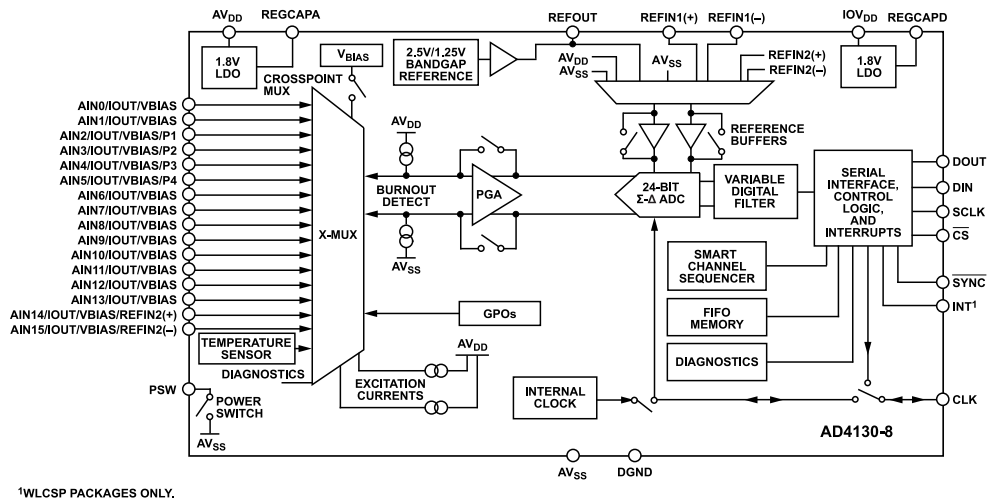 AVDD
REGCAPA
REFOUT
REFIN1(+)
REFIN1(–)
IOVDD
REGCAPD
1.8V
LDO
VBIAS
2.5V/1.25V
BANDGAP
REFERENCE
AVDD
AVSS
AVSS
REFIN2(+)
REFIN2(–)
1.8V
LDO
CROSSPOINT
MUX
AIN0/IOUT/VBIAS
AIN1/IOUT/VBIAS
AIN2/IOUT/VBIAS/P1
AIN3/IOUT/VBIAS/P2
AIN4/IOUT/VBIAS/P3
AIN5/IOUT/VBIAS/P4
AIN6/IOUT/VBIAS
AIN7/IOUT/VBIAS
AIN8/IOUT/VBIAS
AIN9/IOUT/VBIAS
AIN10/IOUT/VBIAS
AIN11/IOUT/VBIAS
AIN12/IOUT/VBIAS
AIN13/IOUT/VBIAS
AIN14/IOUT/VBIAS/REFIN2(+)
AIN15/IOUT/VBIAS/REFIN2(–)
X-MUX
AVDD
BURNOUT
DETECT
AVSS
PGA
REFERENCE
BUFFERS
24-BIT
Σ-Δ ADC
VARIABLE
DIGITAL
FILTER
SERIAL
INTERFACE,
CONTROL
LOGIC,
AND
INTERRUPTS
DOUT
DIN
SCLK
CS
SYNC
INT1
SMART
CHANNEL
SEQUENCER
FIFO
MEMORY
DIAGNOSTICS
GPOs
TEMPERATURE
SENSOR
DIAGNOSTICS
AVDD
EXCITATION
CURRENTS
PSW
POWER
SWITCH
AVSS
INTERNAL
CLOCK
CLK
AD4130-8
AVSS
DGND
1WLCSP PACKAGES ONLY.